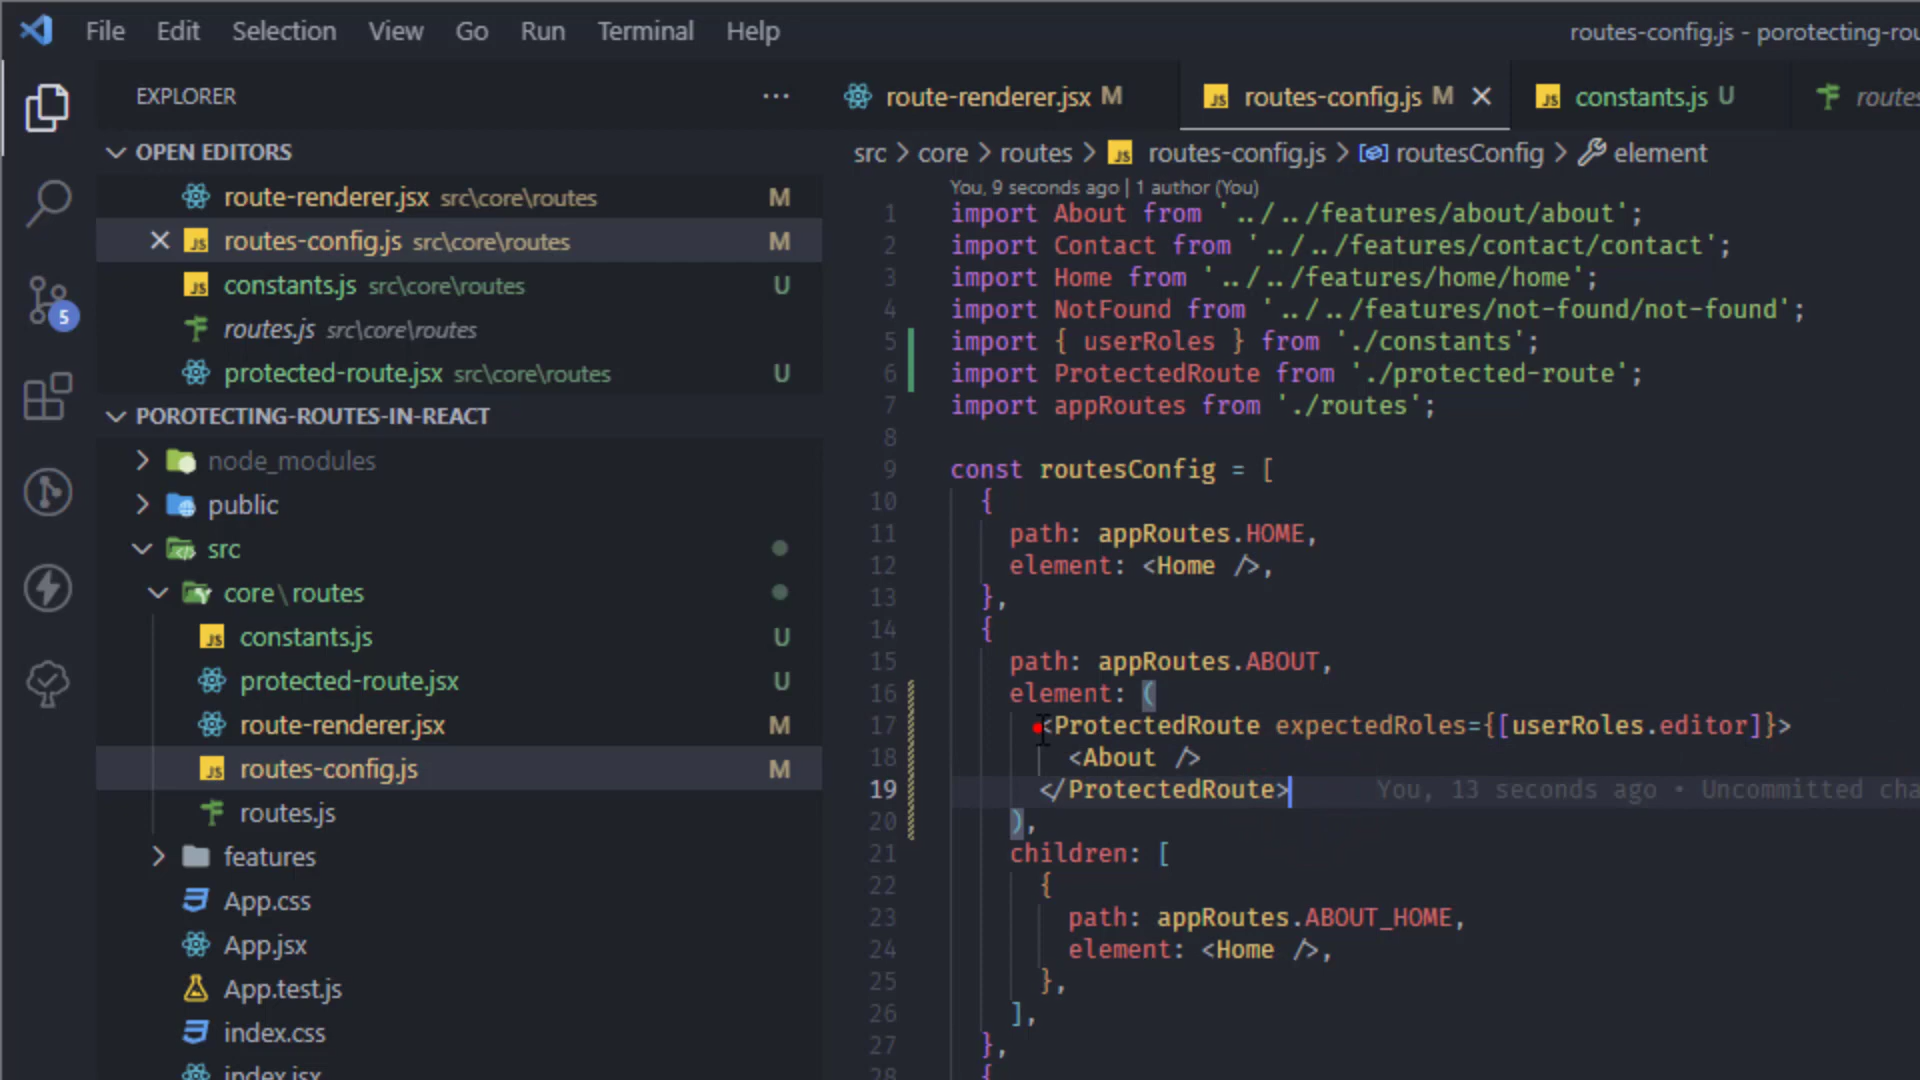 File Edit Selection View Go Run Terminal Help
routes-config.js - porotecting-rou
EXPLORER
OPEN EDITORS
route-renderer.jsx src\core\routes M
routes-config.js src\core\routes M
constants.js src\core\routes U
routes.js src\core\routes
protected-route.jsx src\core\routes U
5
POROTECTING-ROUTES-IN-REACT
node_modules
public
src
core\routes
constants.js U
protected-route.jsx U
route-renderer.jsx M
routes-config.js M
routes.js
features
App.css
App.jsx
App.test.js
index.css
index.jsx
route-renderer.jsx M
routes-config.js M
constants.js U
routes
src > core > routes > JS routes-config.js > routesConfig > element
You, 9 seconds ago | 1 author (You)
1 import About from '../../features/about/about';
2 import Contact from '../../features/contact/contact';
3 import Home from '../../features/home/home';
4 import NotFound from '../../features/not-found/not-found';
5 import { userRoles } from './constants';
6 import ProtectedRoute from './protected-route';
7 import appRoutes from './routes';
8
9 const routesConfig = [
10 {
11 path: appRoutes.HOME,
12 element: <Home />,
13 },
14 {
15 path: appRoutes.ABOUT,
16 element: (
17 <ProtectedRoute expectedRoles={[userRoles.editor]}>
18 <About />
19 </ProtectedRoute> You, 13 seconds ago • Uncommitted cha
20 ),
21 children: [
22 {
23 path: appRoutes.ABOUT_HOME,
24 element: <Home />,
25 },
26 ],
27 },
28 {